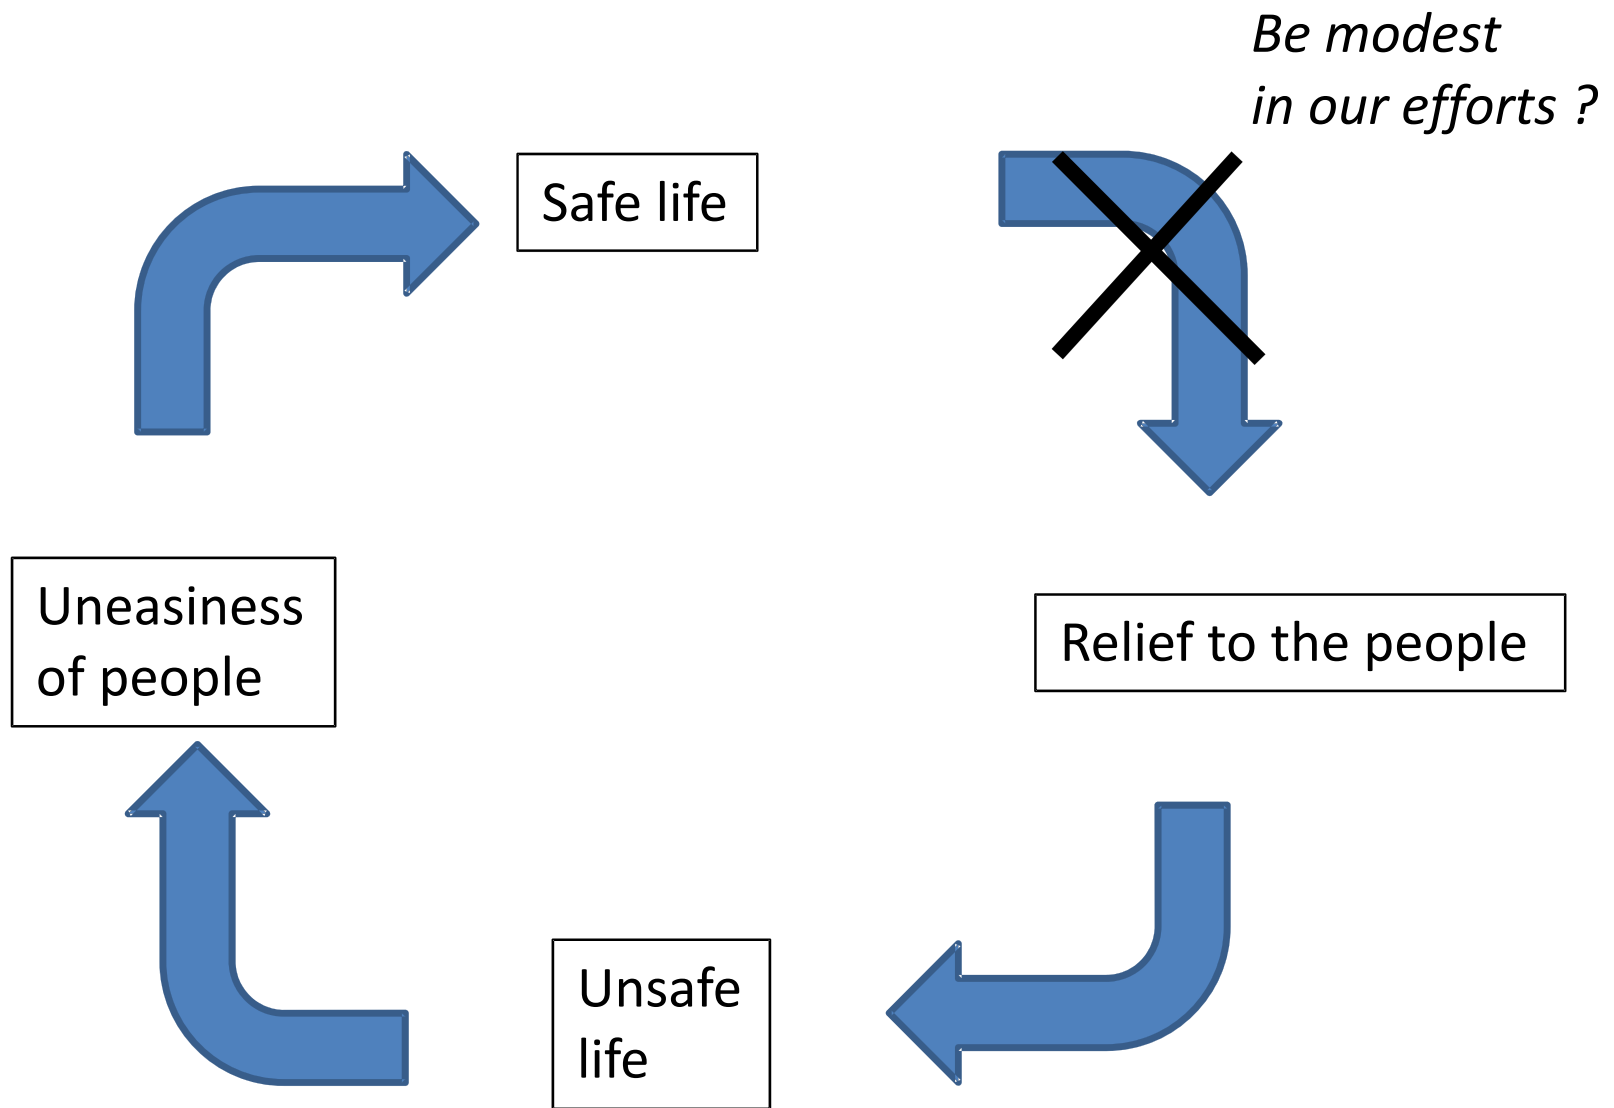 Be modest
in our efforts ?
Safe life
Uneasiness
of people
Relief to the people
Unsafe
life